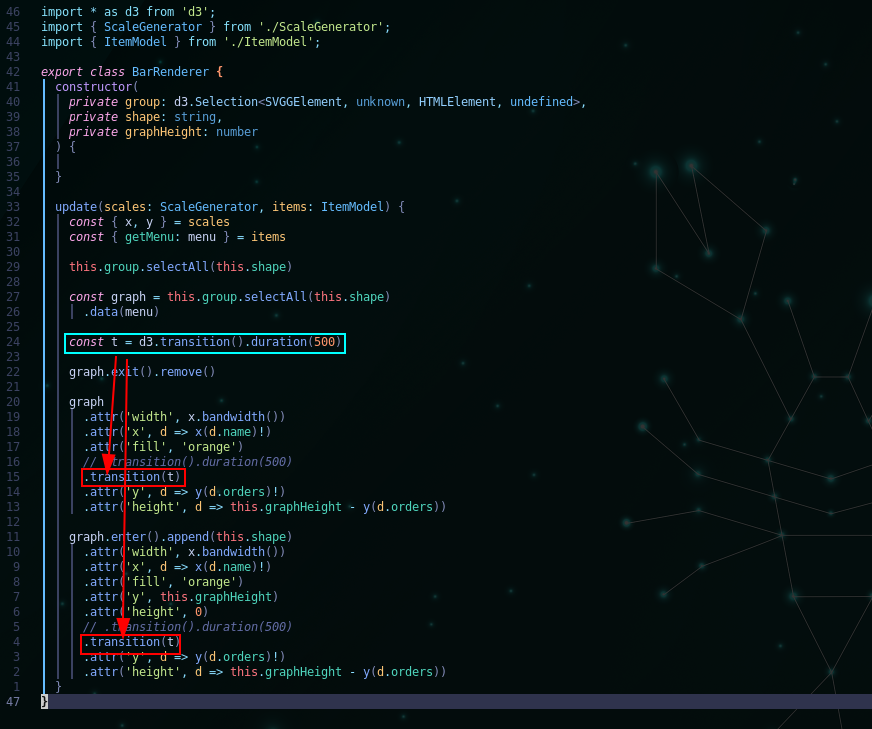 46 import * as d3 from 'd3';
45 import { ScaleGenerator } from './ScaleGenerator';
44 import { ItemModel } from './ItemModel';
43
42 export class BarRenderer {
41 constructor(
40 private group: d3.Selection<SVGGElement, unknown, HTMLElement, undefined>,
39 private shape: string,
38 private graphHeight: number
37 ) {
36
35 }
34
33 update(scales: ScaleGenerator, items: ItemModel) {
32 const { x, y } = scales
31 const { getMenu: menu } = items
30
29 this.group.selectAll(this.shape)
28
27 const graph = this.group.selectAll(this.shape)
26 .data(menu)
25
24 const t = d3.transition().duration(500)
23
22 graph.exit().remove()
21
20 graph
19 .attr('width', x.bandwidth())
18 .attr('x', d => x(d.name)!)
17 .attr('fill', 'orange')
16 // .transition().duration(500)
15 .transition(t)
14 .attr('y', d => y(d.orders)!)
13 .attr('height', d => this.graphHeight - y(d.orders))
12
11 graph.enter().append(this.shape)
10 .attr('width', x.bandwidth())
9 .attr('x', d => x(d.name)!)
8 .attr('fill', 'orange')
7 .attr('y', this.graphHeight)
6 .attr('height', 0)
5 // .transition().duration(500)
4 .transition(t)
3 .attr('y', d => y(d.orders)!)
2 .attr('height', d => this.graphHeight - y(d.orders))
1 }
47 }